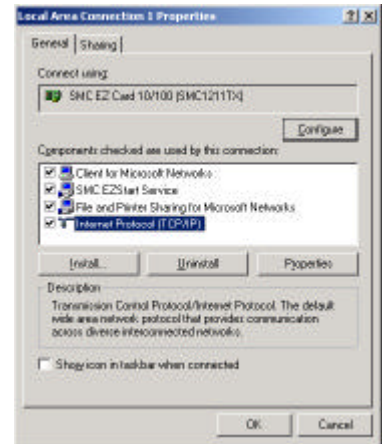 Local Area Connection 1 Properties
General
Sharing
Connect using:
SMC EZ Card 10/100 (SMC1211TX)
Configure
Components checked are used by this connection:
Client for Microsoft Networks
SMC EZStart Service
File and Printer Sharing for Microsoft Networks
Internet Protocol (TCP/IP)
Install...
Uninstall
Properties
Description
Transmission Control Protocol/Internet Protocol. The default
wide area network protocol that provides communication
across diverse interconnected networks.
Show icon in taskbar when connected
OK
Cancel